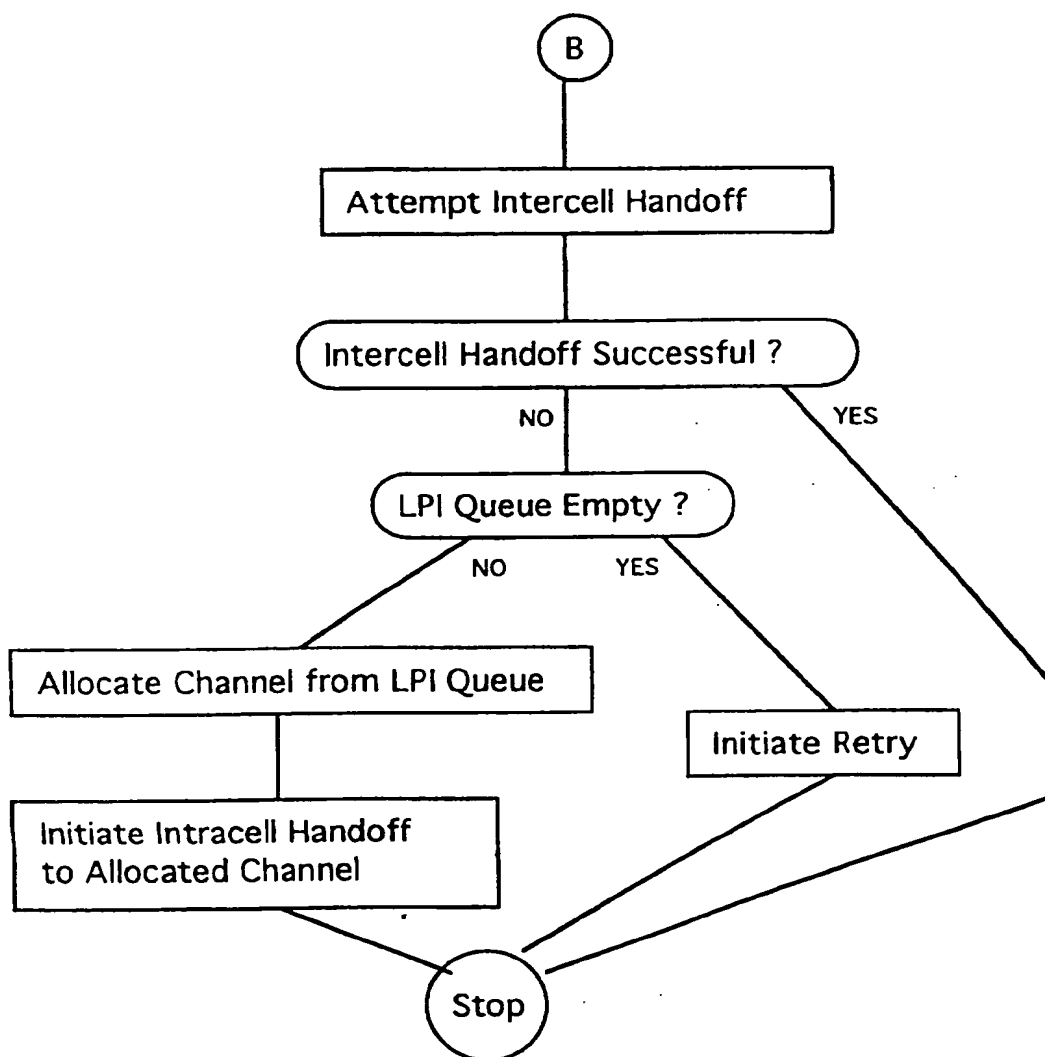 B
Attempt Intercell Handoff
Intercell Handoff Successful ?
NO
YES
LPI Queue Empty ?
NO
YES
Allocate Channel from LPI Queue
Initiate Retry
Initiate Intracell Handoff
to Allocated Channel
Stop